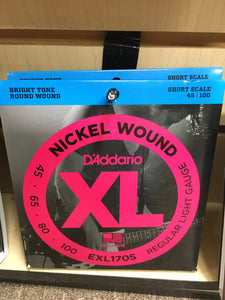 BRIGHT TONE
ROUND WOUND
SHORT SCALE
SHORT SCALE
45 | 100
NICKEL WOUND
D'Addario
XL
45 • 65 • 80 • 100
REGULAR LIGHT GAUGE
EXL170S